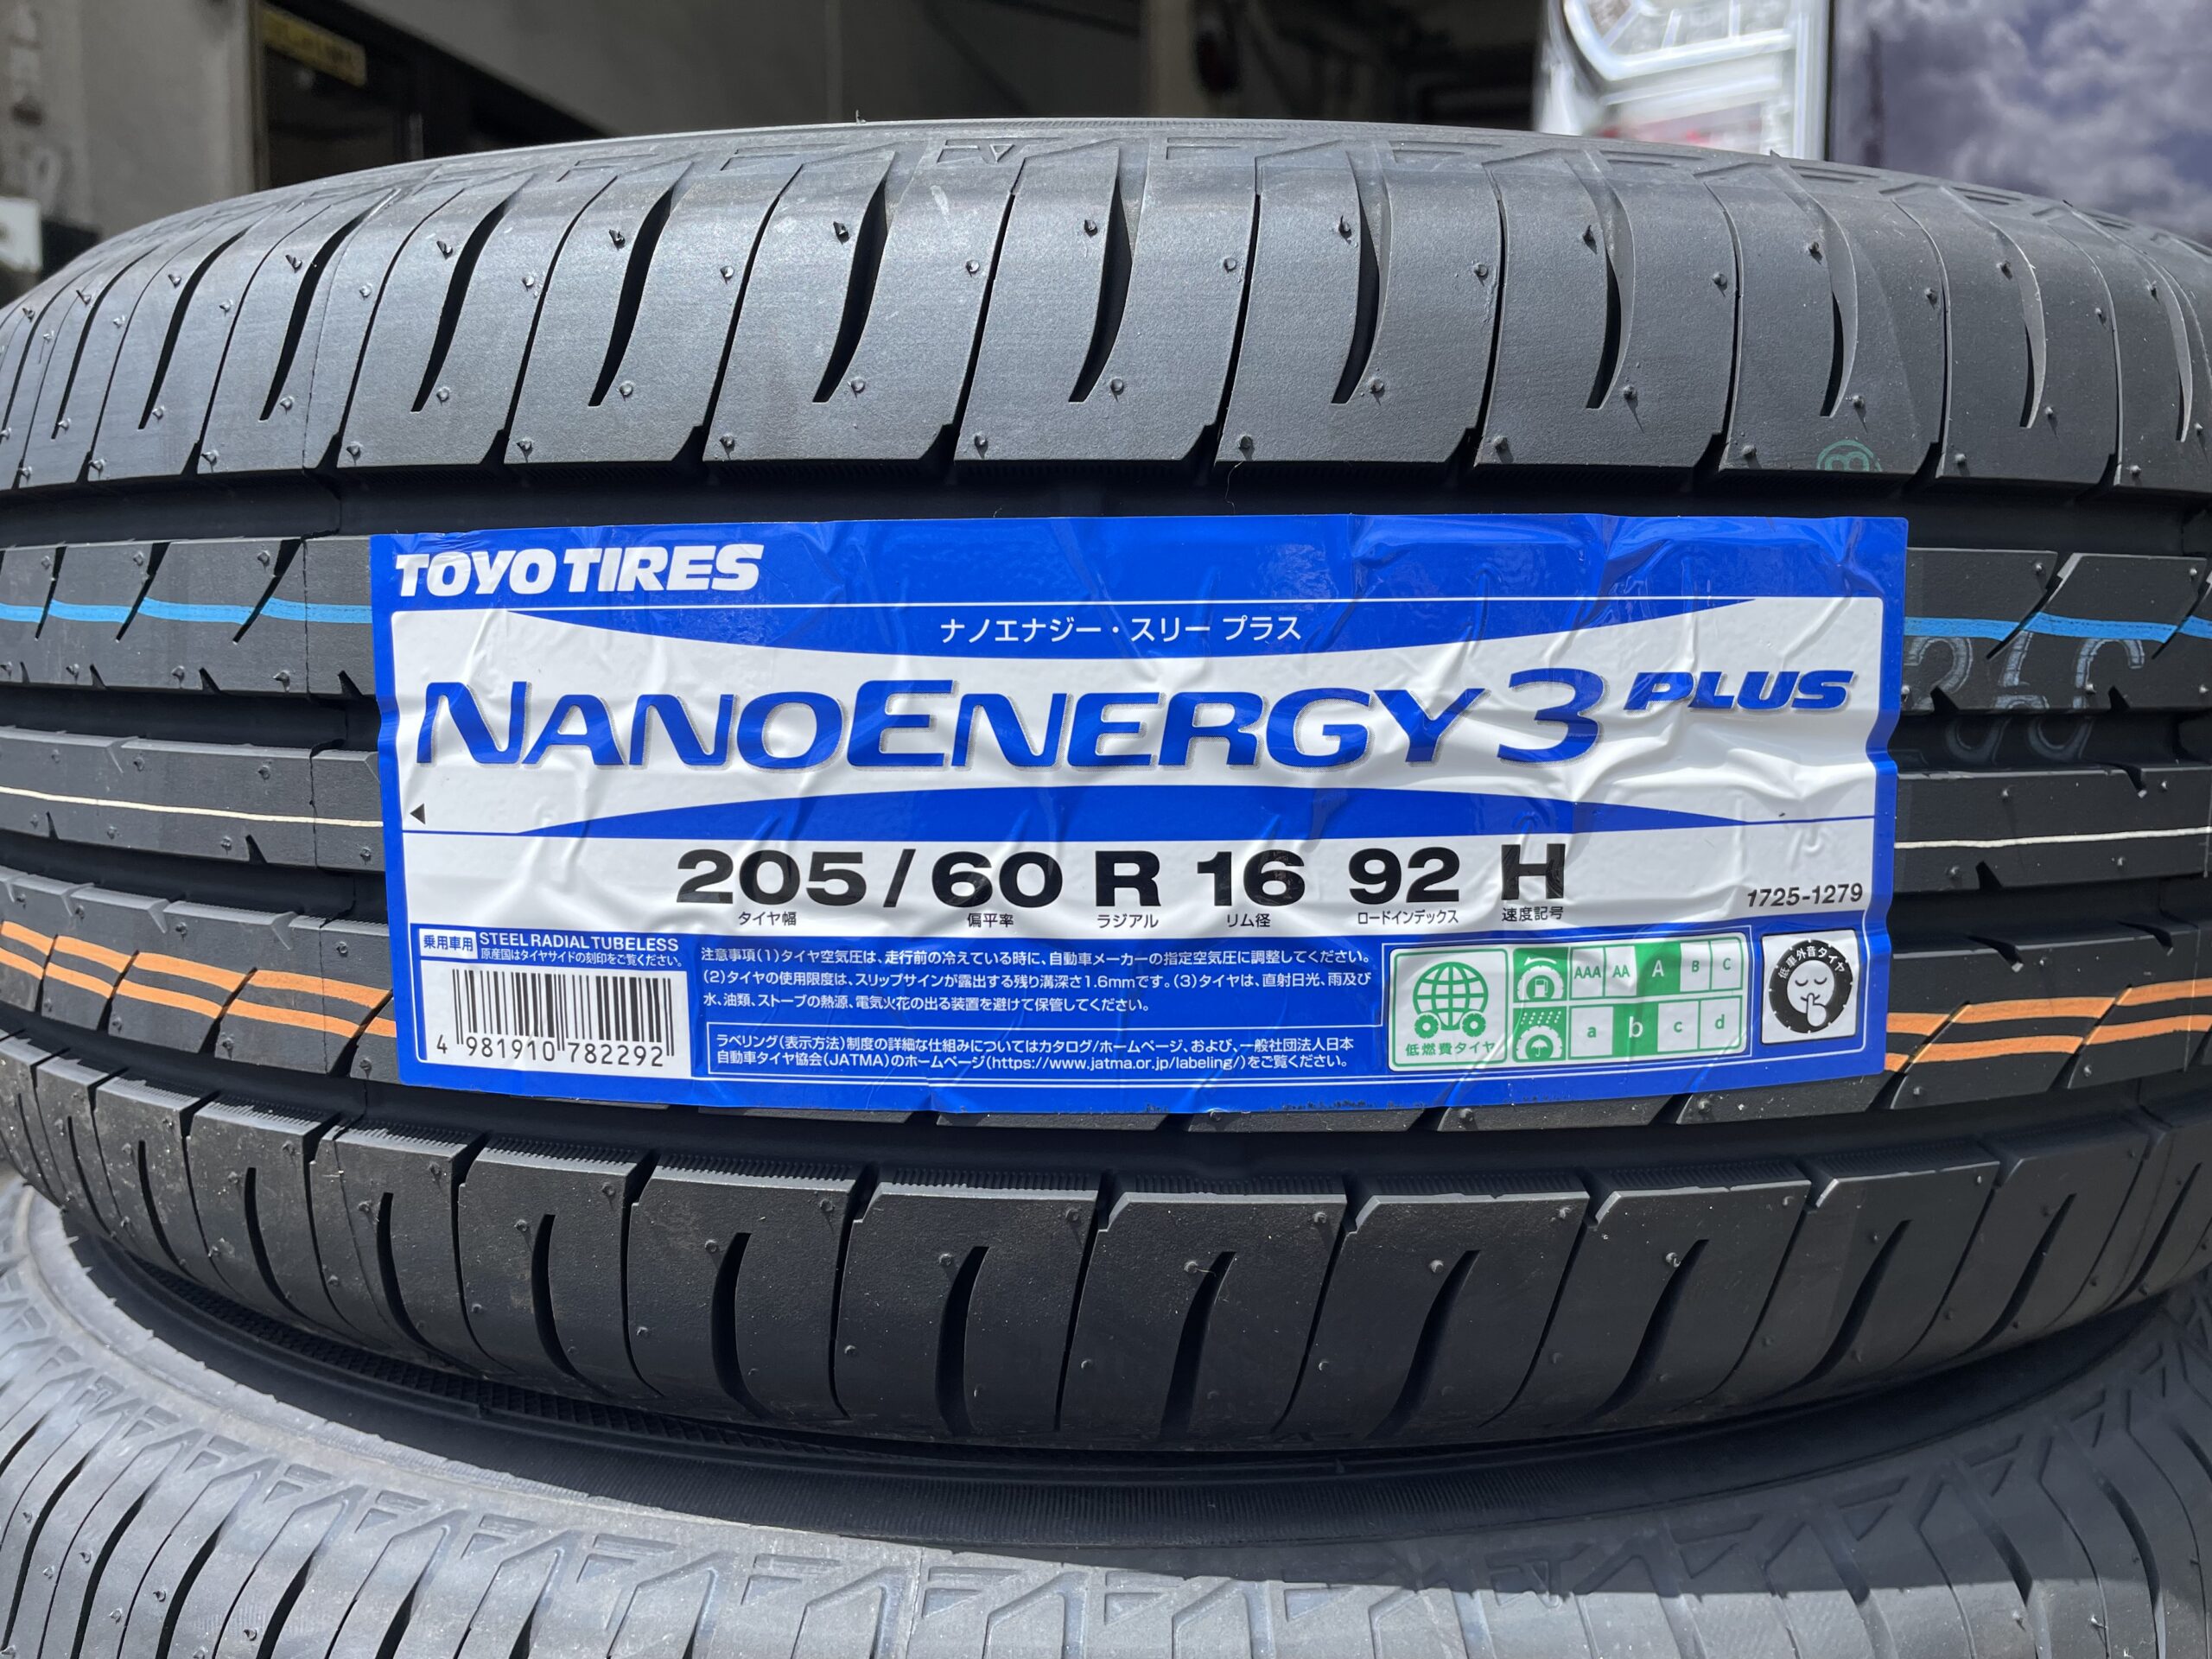 TOYO TIRES
ナノエナジー・スリー プラス
NANOENERGY 3 PLUS
205/60 R 16 92 H
タイヤ幅 偏平率 ラジアル リム径 ロードインデックス 速度記号
1725-1279
乗用車用 STEEL RADIAL TUBELESS
原産国はタイヤサイドの刻印をご覧ください。
4 981910 782292
注意事項(1)タイヤ空気圧は、走行前の冷えている時に、自動車メーカーの指定空気圧に調整してください。
(2)タイヤの使用限度は、スリップサインが露出する残り溝深さ1.6mmです。(3)タイヤは、直射日光、雨及び
水、油類、ストーブの熱源、電気火花の出る装置を避けて保管してください。
ラベリング(表示方法)制度の詳細な仕組みについてはカタログ/ホームページ、および、一般社団法人日本
自動車タイヤ協会(JATMA)のホームページ(https://www.jatma.or.jp/labeling/)をご覧ください。
低燃費タイヤ
AAA AA A B C
a b c d
低車外音タイヤ